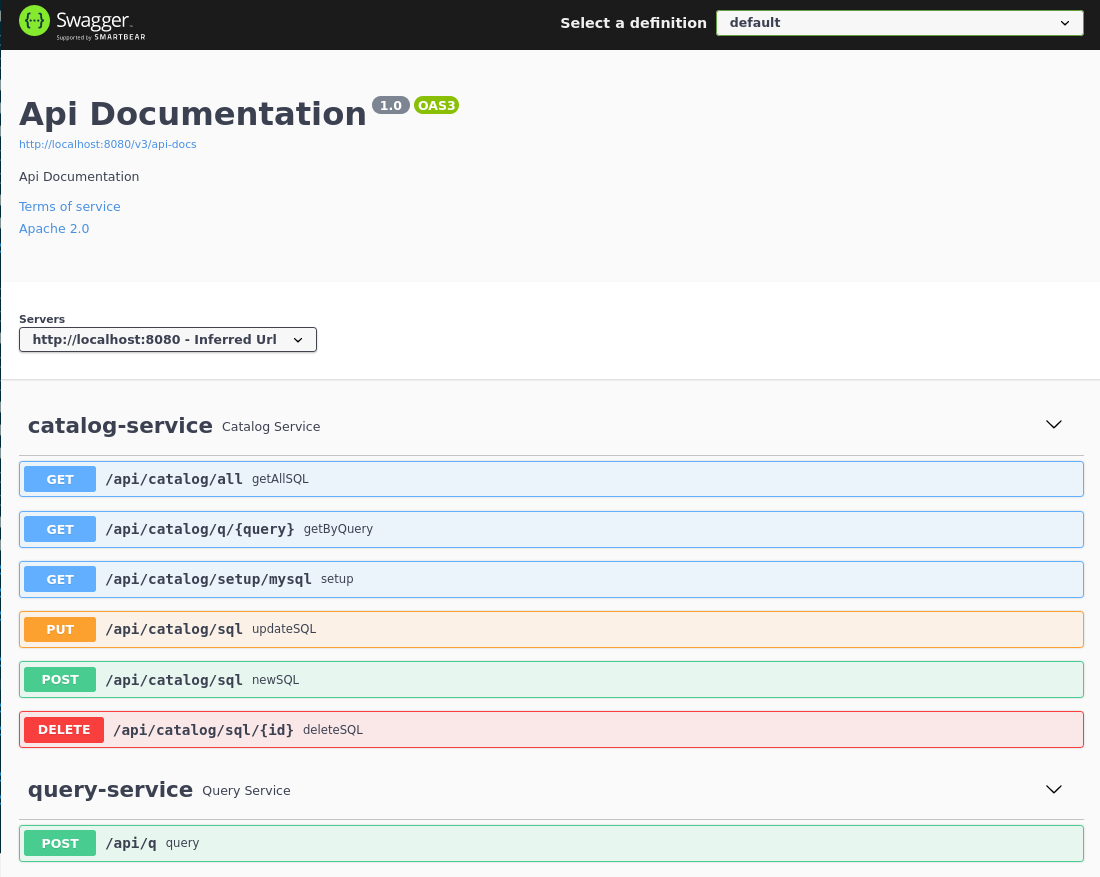 {···} Swagger
Supported by SMARTBEAR
Select a definition default
Api Documentation 1.0 OAS3
http://localhost:8080/v3/api-docs
Api Documentation
Terms of service
Apache 2.0
Servers
http://localhost:8080 - Inferred Url
catalog-service Catalog Service
GET /api/catalog/all getAllSQL
GET /api/catalog/q/{query} getByQuery
GET /api/catalog/setup/mysql setup
PUT /api/catalog/sql updateSQL
POST /api/catalog/sql newSQL
DELETE /api/catalog/sql/{id} deleteSQL
query-service Query Service
POST /api/q query